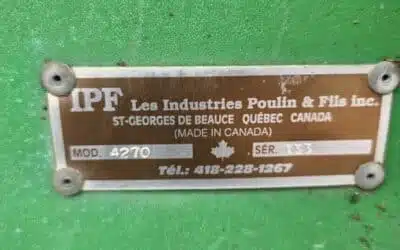 IPF Les Industries Poulin & Fils inc.
ST-GEORGES DE BEAUCE QUÉBEC CANADA
(MADE IN CANADA)
MOD. 4270 SÉR. 133
Tél.: 418-228-1267